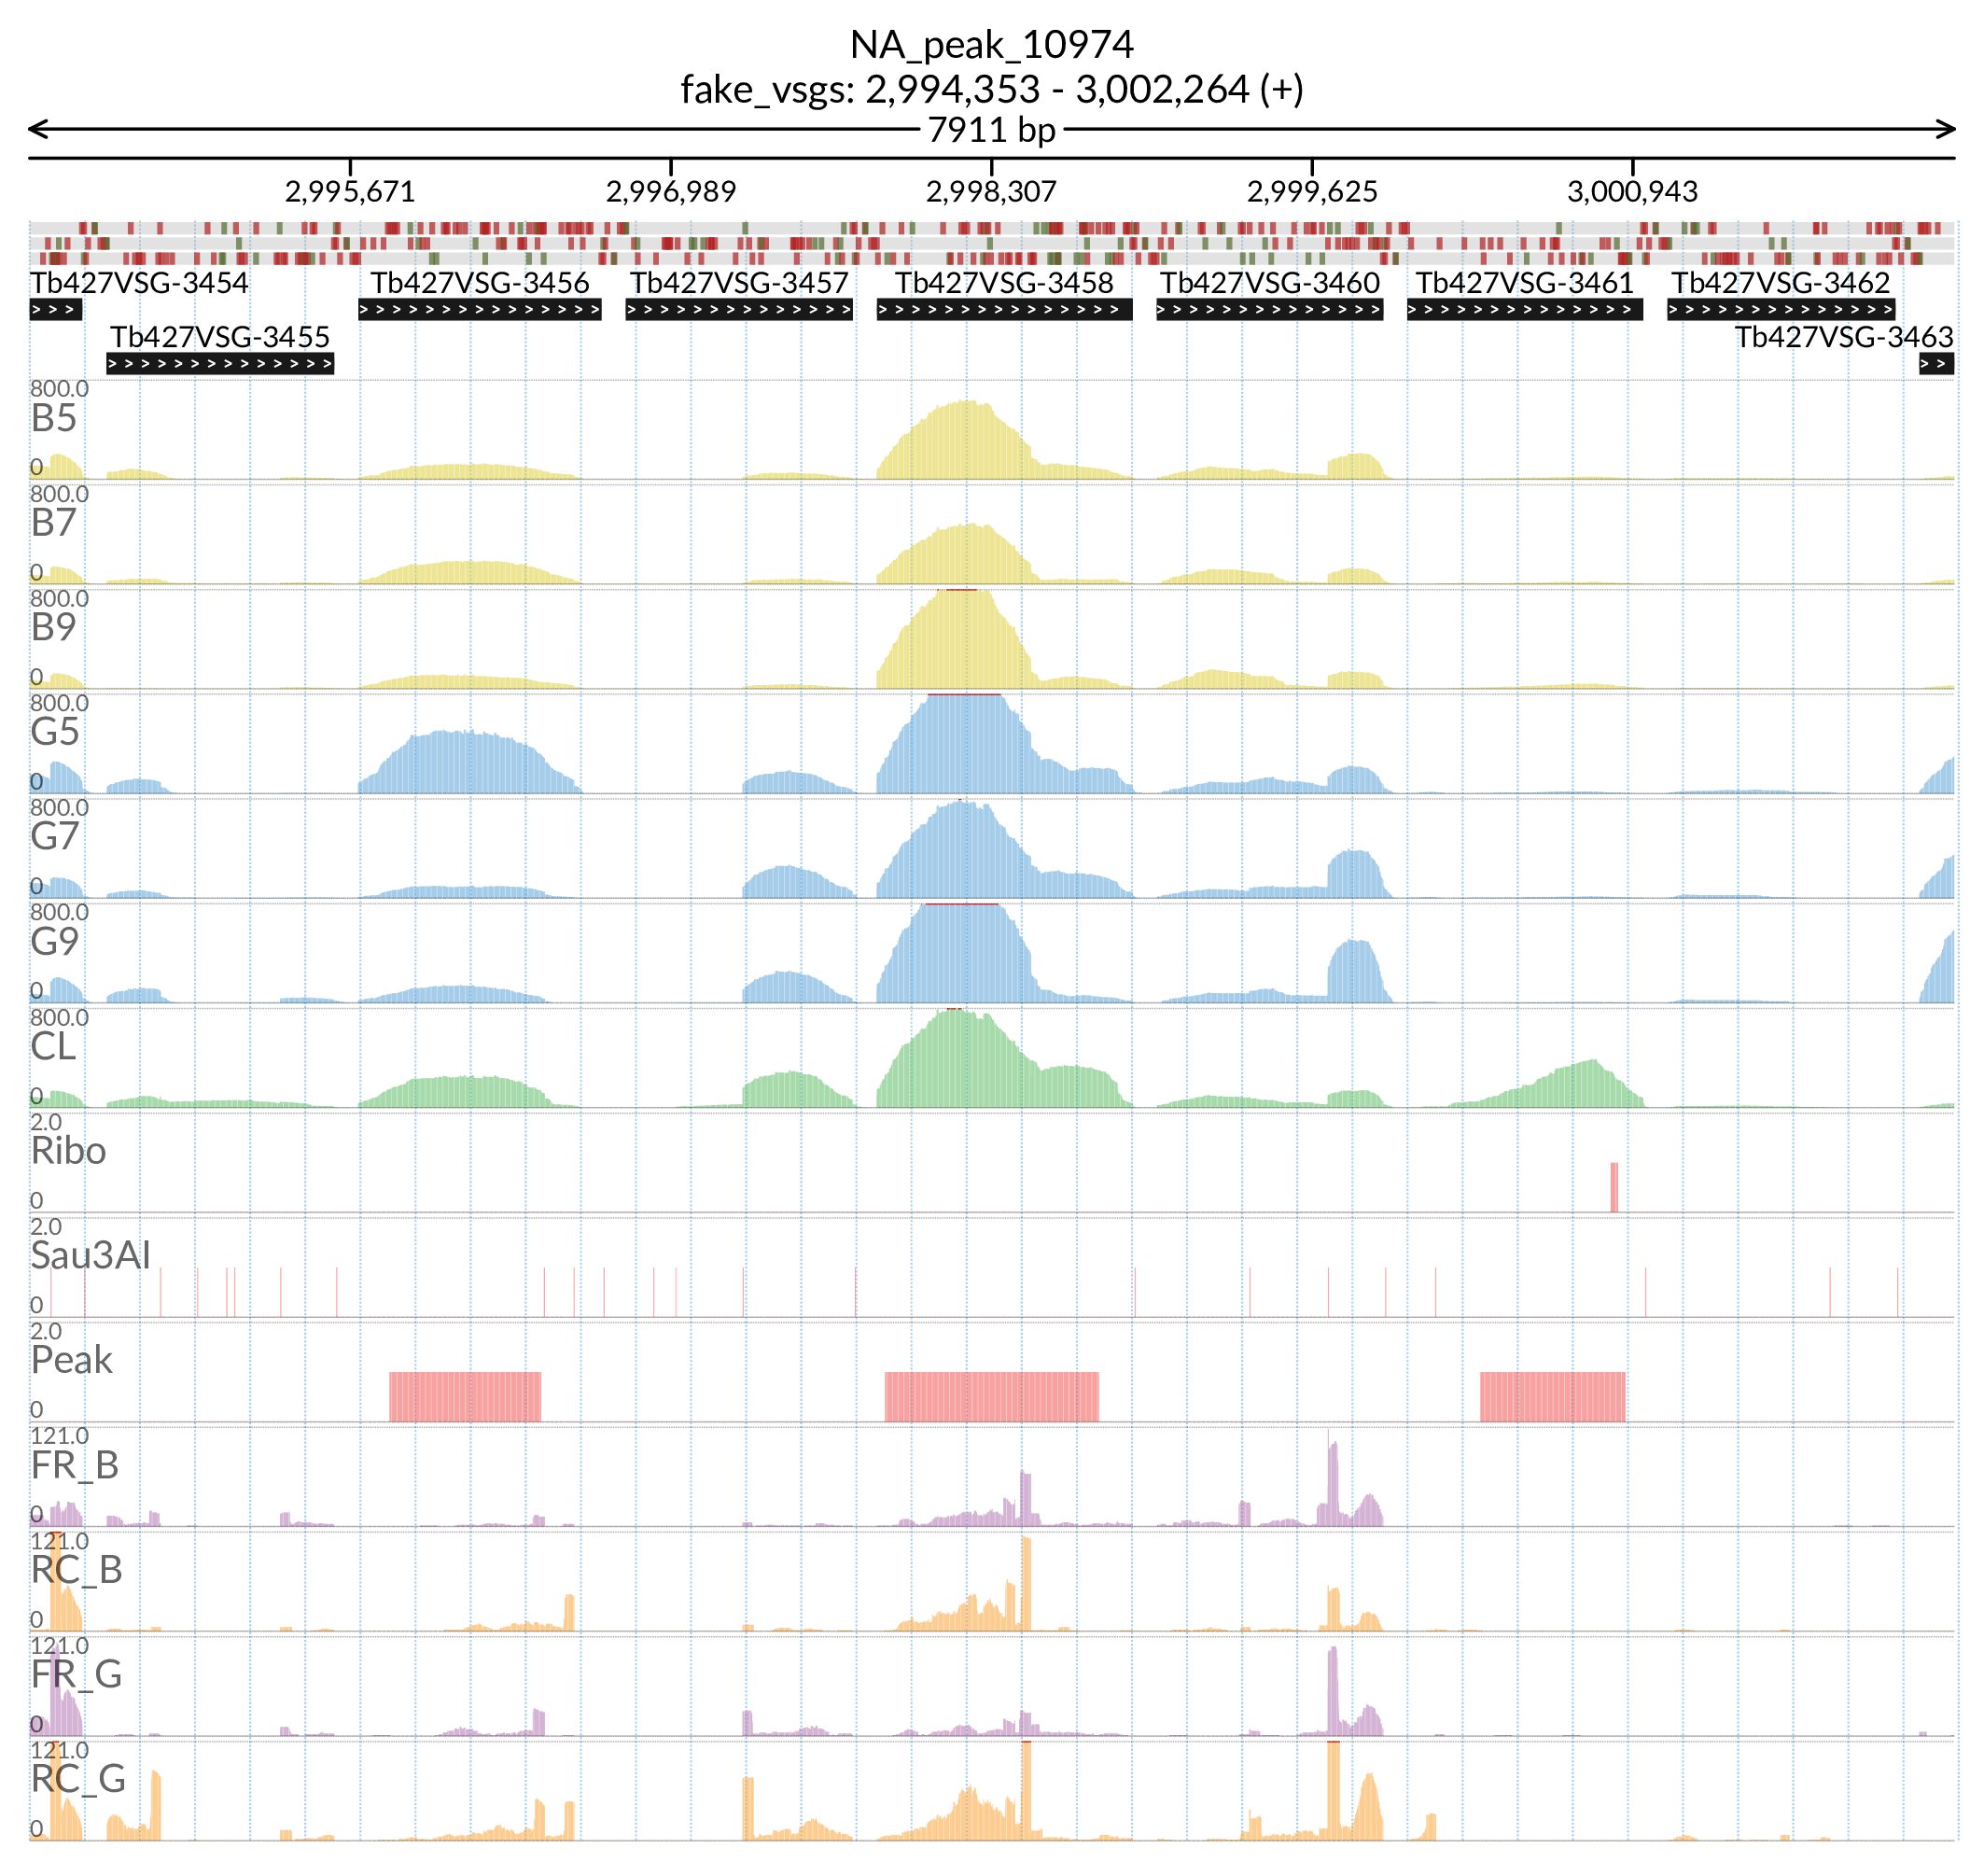 NA_peak_10974
fake_vsgs: 2,994,353 - 3,002,264 (+)
7911 bp
2,995,671 2,996,989 2,998,307 2,999,625 3,000,943
Tb427VSG-3454 Tb427VSG-3456 Tb427VSG-3457 Tb427VSG-3458 Tb427VSG-3460 Tb427VSG-3461 Tb427VSG-3462
Tb427VSG-3455 Tb427VSG-3463
800.0
B5
0
800.0
B7
0
800.0
B9
0
800.0
G5
0
800.0
G7
0
800.0
G9
0
800.0
CL
0
2.0
Ribo
0
2.0
Sau3AI
0
2.0
Peak
0
121.0
FR_B
0
121.0
RC_B
0
121.0
FR_G
0
121.0
RC_G
0